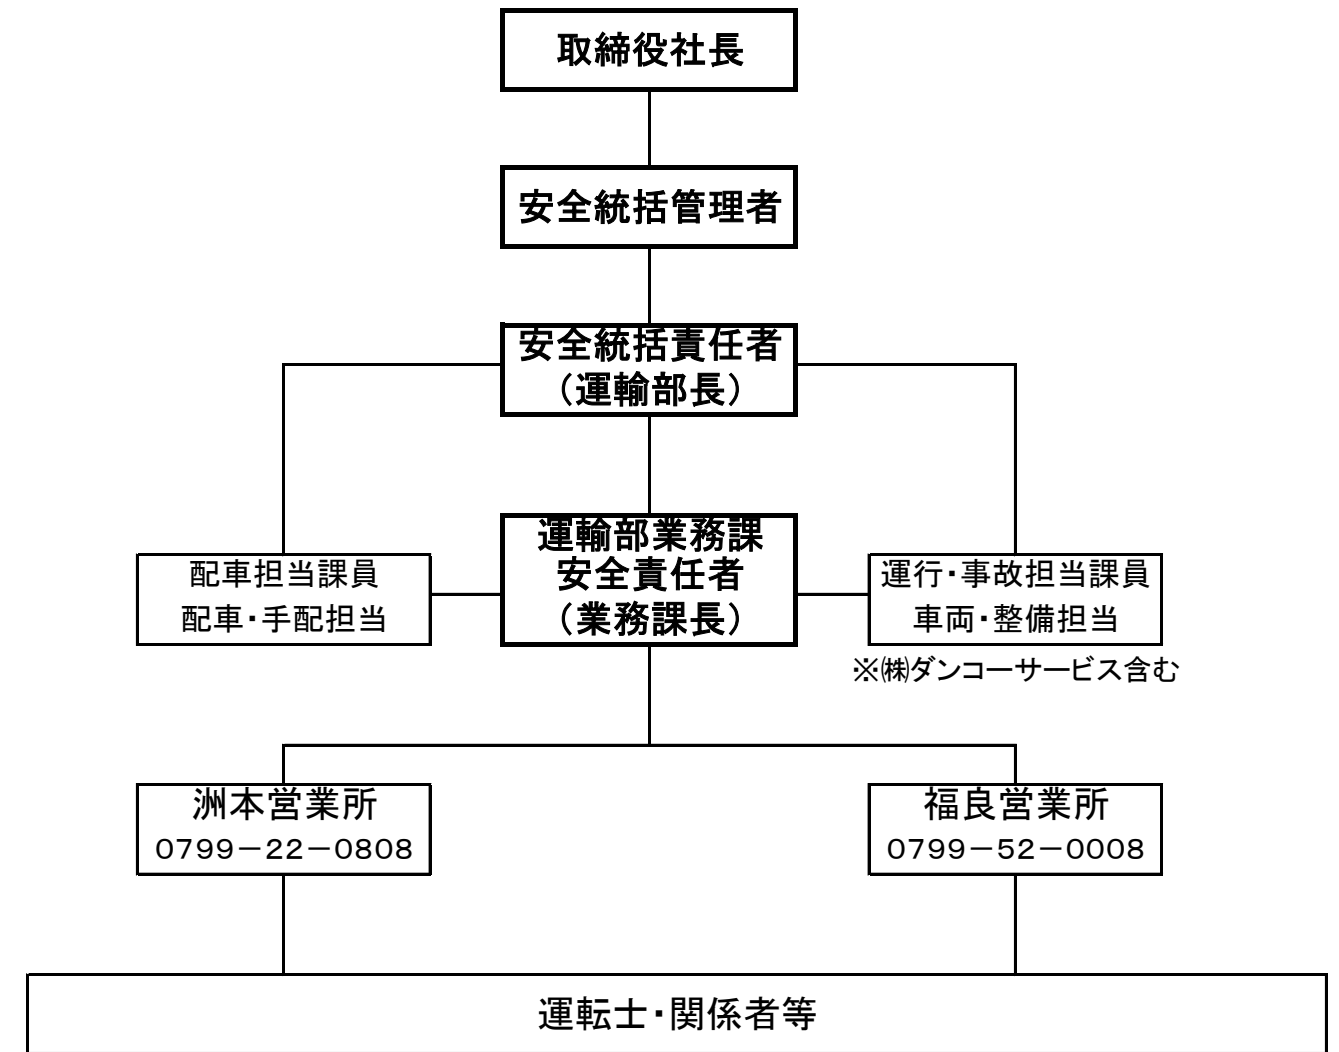 取締役社長
安全統括管理者
安全統括責任者
（運輸部長）
運輸部業務課
安全責任者
（業務課長）
配車担当課員
配車・手配担当
運行・事故担当課員
車両・整備担当
※㈱ダンコーサービス含む
洲本営業所
0799－22－0808
福良営業所
0799－52－0008
運転士・関係者等